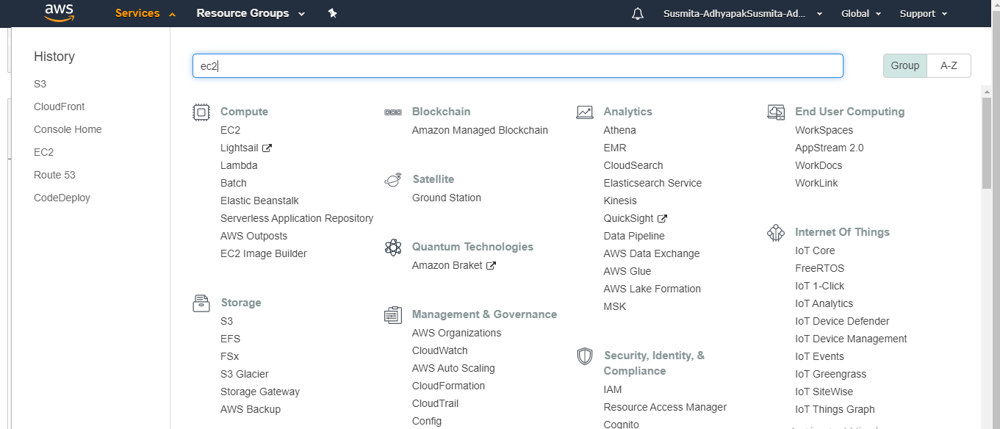 aws
Services
Resource Groups
Susmita-AdhyapakSusmita-Ad...
Global
Support
History
S3
CloudFront
Console Home
EC2
Route 53
CodeDeploy
ec2
Group
A-Z
Compute
EC2
Lightsail
Lambda
Batch
Elastic Beanstalk
Serverless Application Repository
AWS Outposts
EC2 Image Builder
Storage
S3
EFS
FSx
S3 Glacier
Storage Gateway
AWS Backup
Blockchain
Amazon Managed Blockchain
Satellite
Ground Station
Quantum Technologies
Amazon Braket
Management & Governance
AWS Organizations
CloudWatch
AWS Auto Scaling
CloudFormation
CloudTrail
Config
Analytics
Athena
EMR
CloudSearch
Elasticsearch Service
Kinesis
QuickSight
Data Pipeline
AWS Data Exchange
AWS Glue
AWS Lake Formation
MSK
Security, Identity, &
Compliance
IAM
Resource Access Manager
Cognito
End User Computing
WorkSpaces
AppStream 2.0
WorkDocs
WorkLink
Internet Of Things
IoT Core
FreeRTOS
IoT 1-Click
IoT Analytics
IoT Device Defender
IoT Device Management
IoT Events
IoT Greengrass
IoT SiteWise
IoT Things Graph